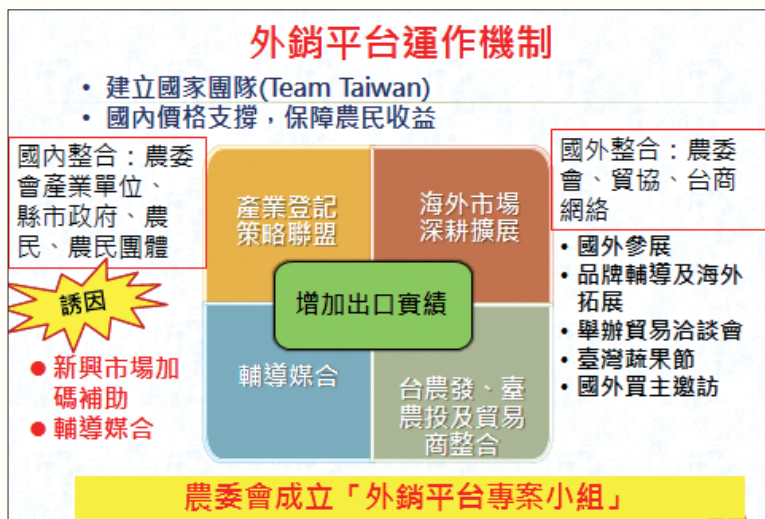 外銷平台運作機制
• 建立國家團隊(Team Taiwan)
• 國內價格支撐，保障農民收益
國內整合：農委
會產業單位、
縣市政府、農
民、農民團體
誘因
● 新興市場加
碼補助
● 輔導媒合
產業登記
策略聯盟
海外市場
深耕擴展
增加出口實績
輔導媒合
台農發、臺
農投及貿易
商整合
國外整合：農委
會、貿協、台商
網絡
• 國外參展
• 品牌輔導及海外
拓展
• 舉辦貿易洽談會
• 臺灣蔬果節
• 國外買主邀訪
農委會成立「外銷平台專案小組」